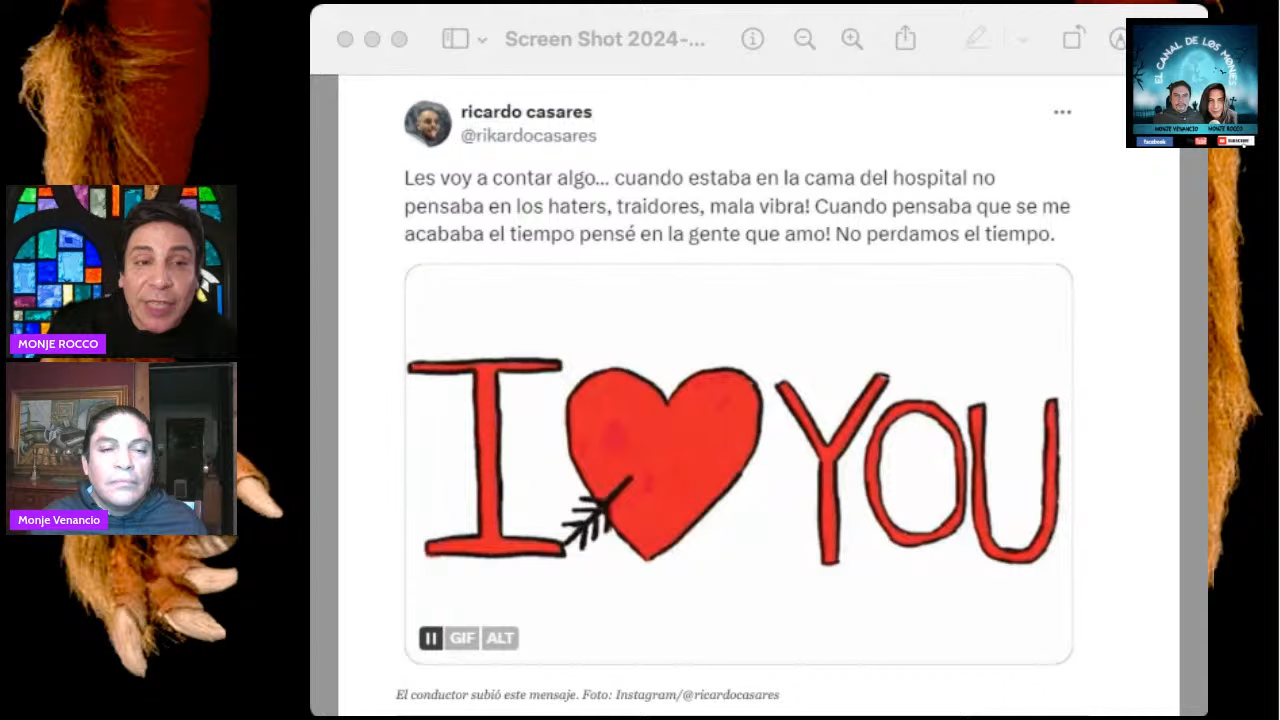 Screen Shot 2024-...
EL CANAL DE LOS MONJES
MONJE VENANCIO MONJE ROCCO
facebook
SUBSCRIBE
ricardo casares
@rikardocasares
Les voy a contar algo... cuando estaba en la cama del hospital no
pensaba en los haters, traidores, mala vibra! Cuando pensaba que se me
acababa el tiempo pensé en la gente que amo! No perdamos el tiempo.
I YOU
GIF ALT
El conductor subió este mensaje. Foto: Instagram/@ricardocasares
MONJE ROCCO
Monje Venancio